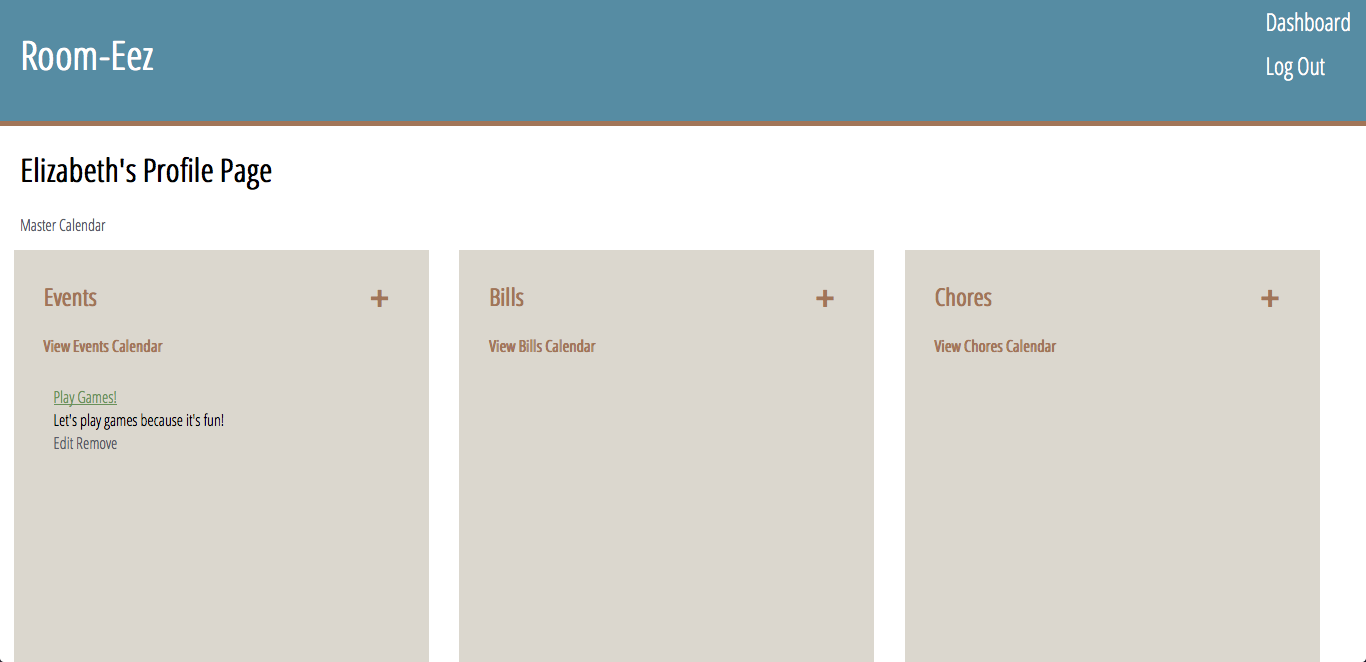 Room-Eez
Dashboard
Log Out
Elizabeth's Profile Page
Master Calendar
Events +
View Events Calendar
Play Games!
Let's play games because it's fun!
Edit Remove
Bills +
View Bills Calendar
Chores +
View Chores Calendar